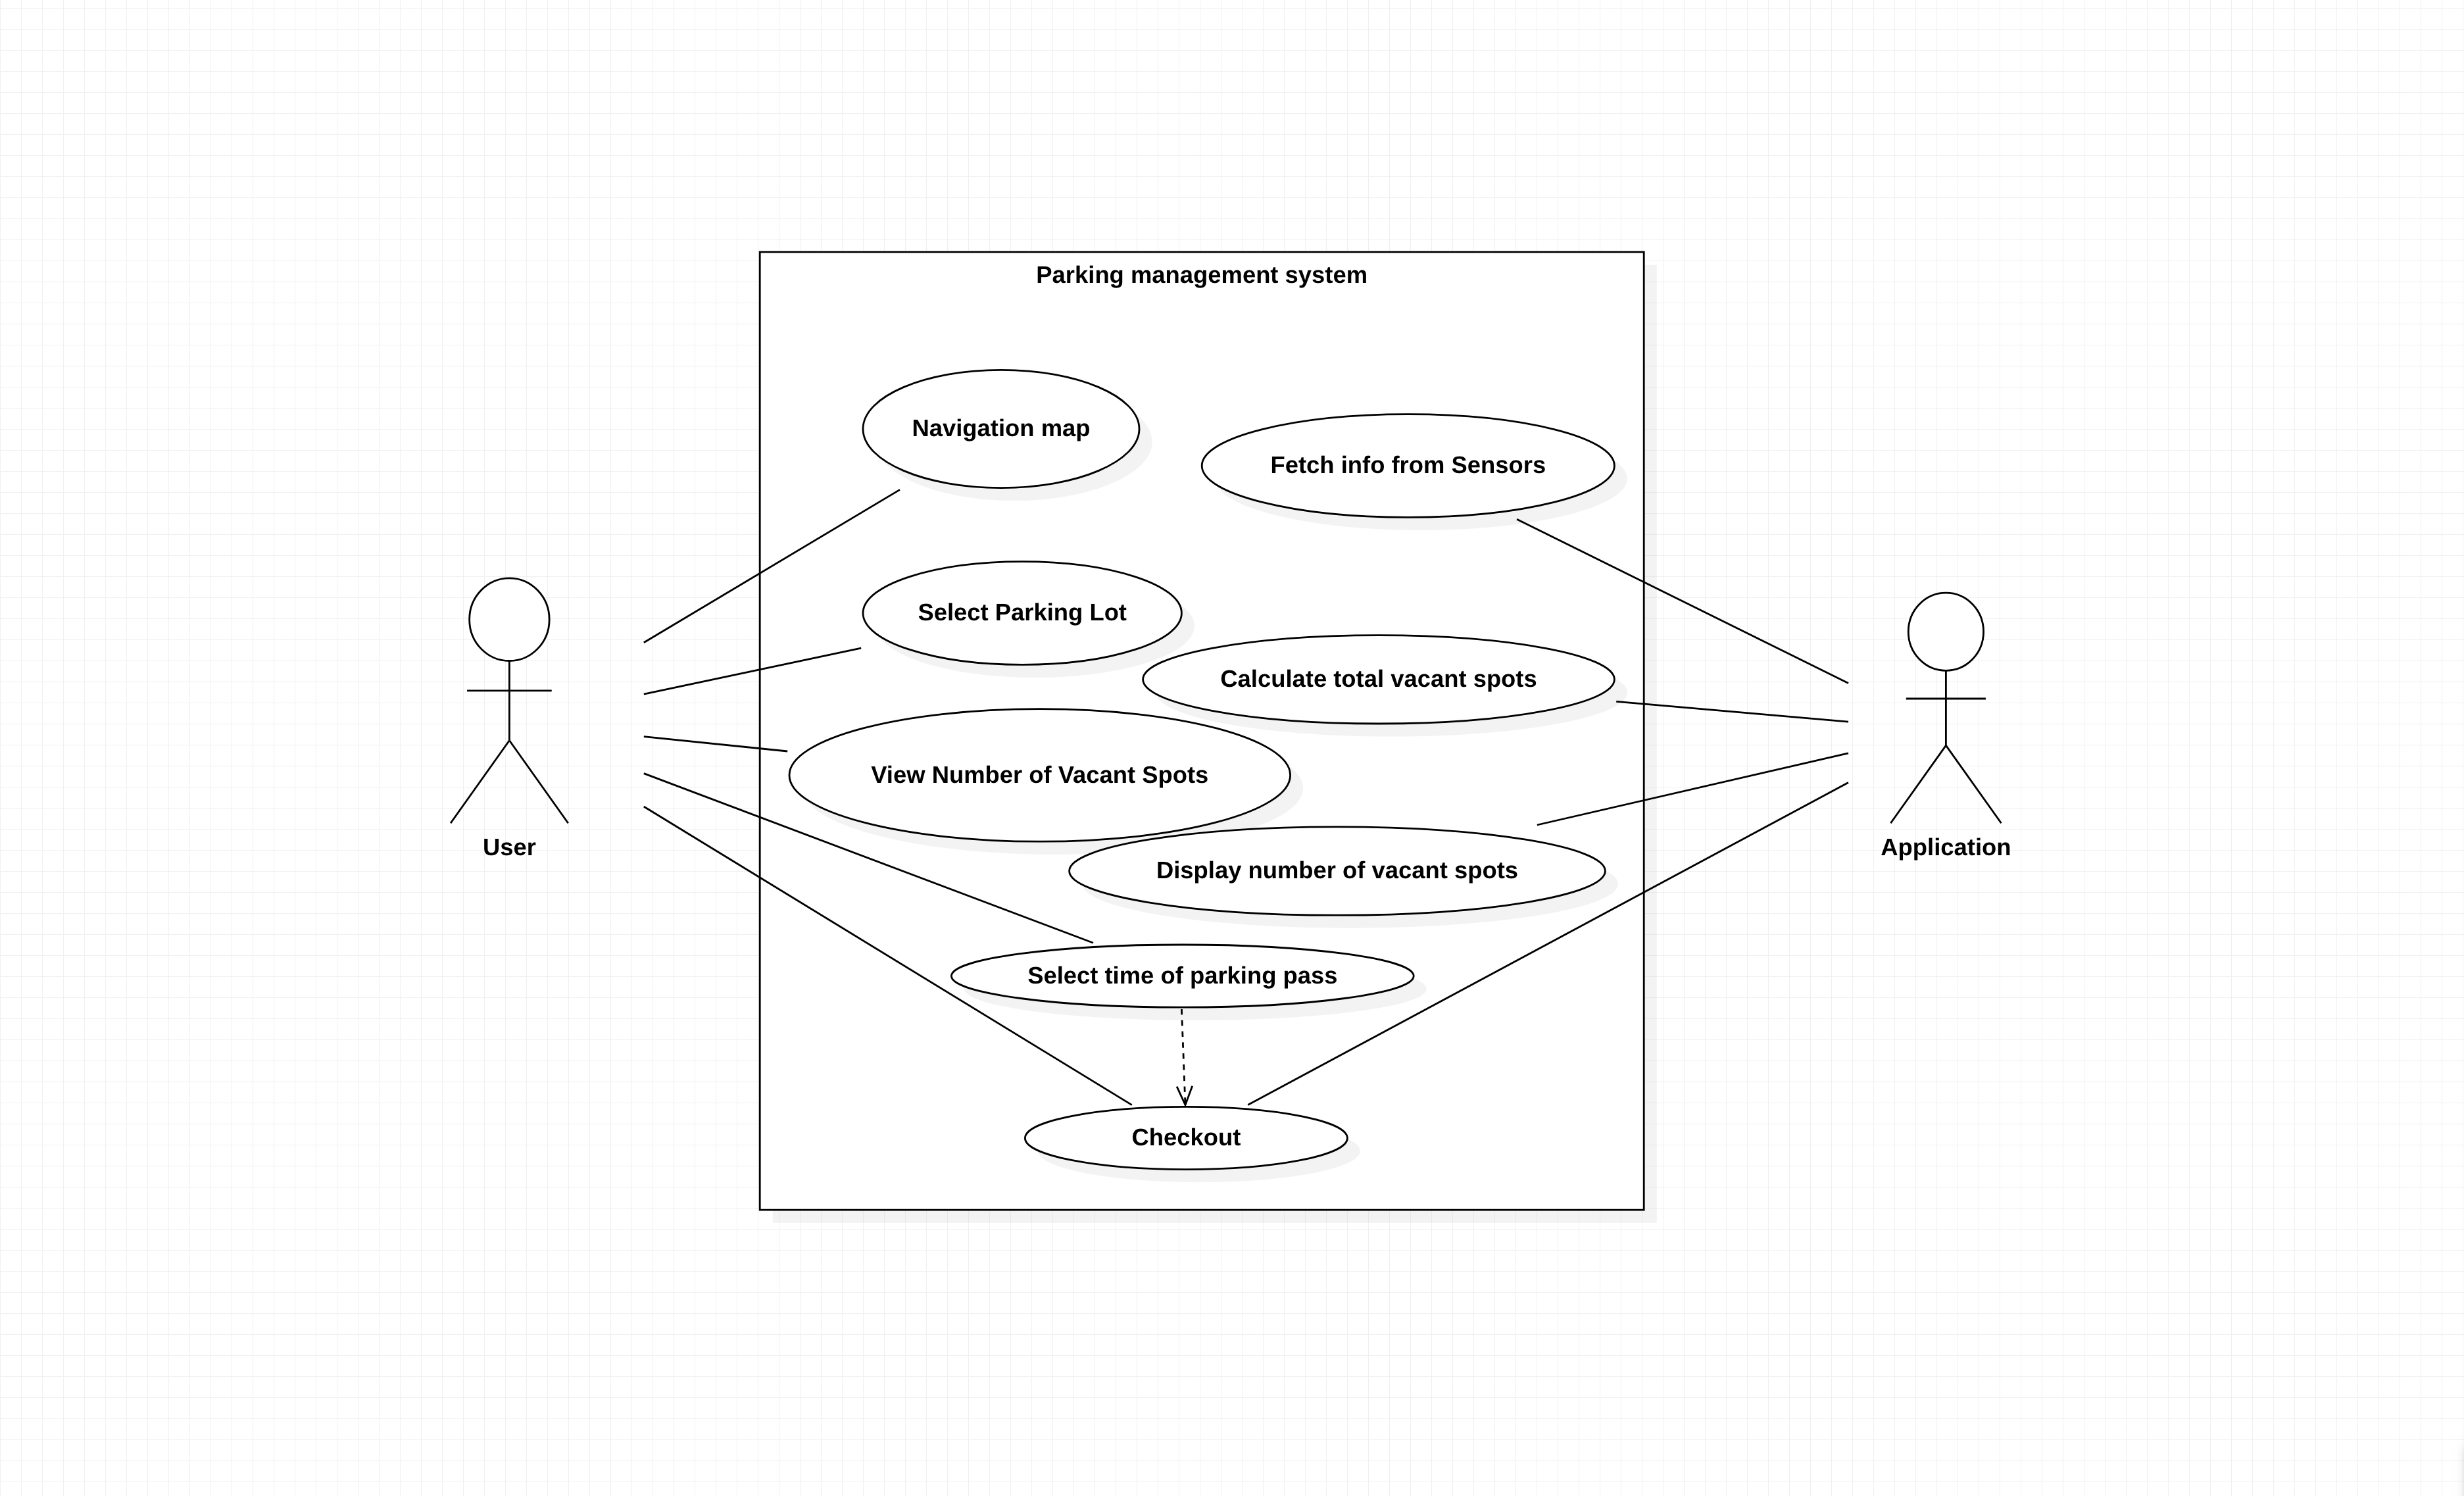 Parking management system
Navigation map
Fetch info from Sensors
Select Parking Lot
Calculate total vacant spots
View Number of Vacant Spots
User
Application
Display number of vacant spots
Select time of parking pass
Checkout